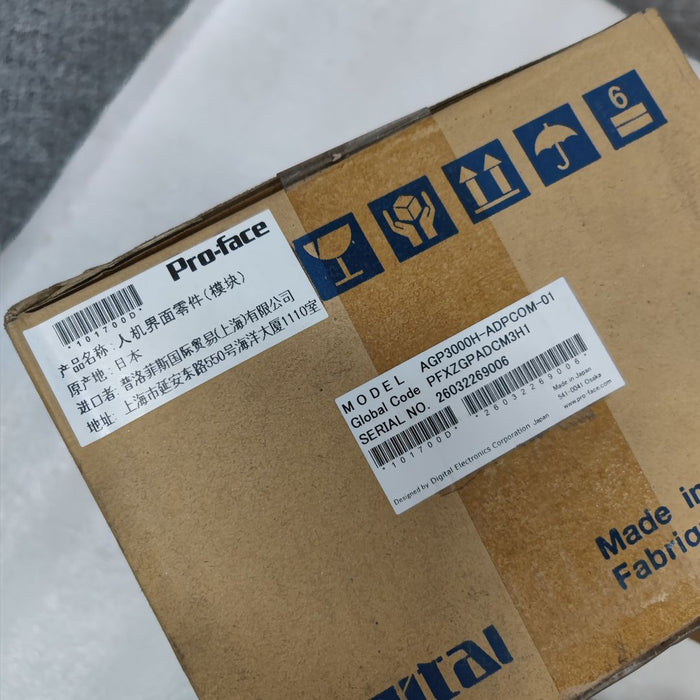 Pro-face
*101700D*
产品名称: 人机界面零件(模块)
原产地: 日本
进口者: 普洛菲斯国际贸易(上海)有限公司
地址: 上海市延安东路550号海洋大厦1110室
6
MODEL AGP3000H-ADPCOM-01
Global Code PFXZGPADCM3H1
SERIAL NO. 26032269006
*101700D* *26032269006*
Made in Japan
541-0041 Osaka
Designed by Digital Electronics Corporation Japan www.pro-face.com
Made in
Fabriq
gital